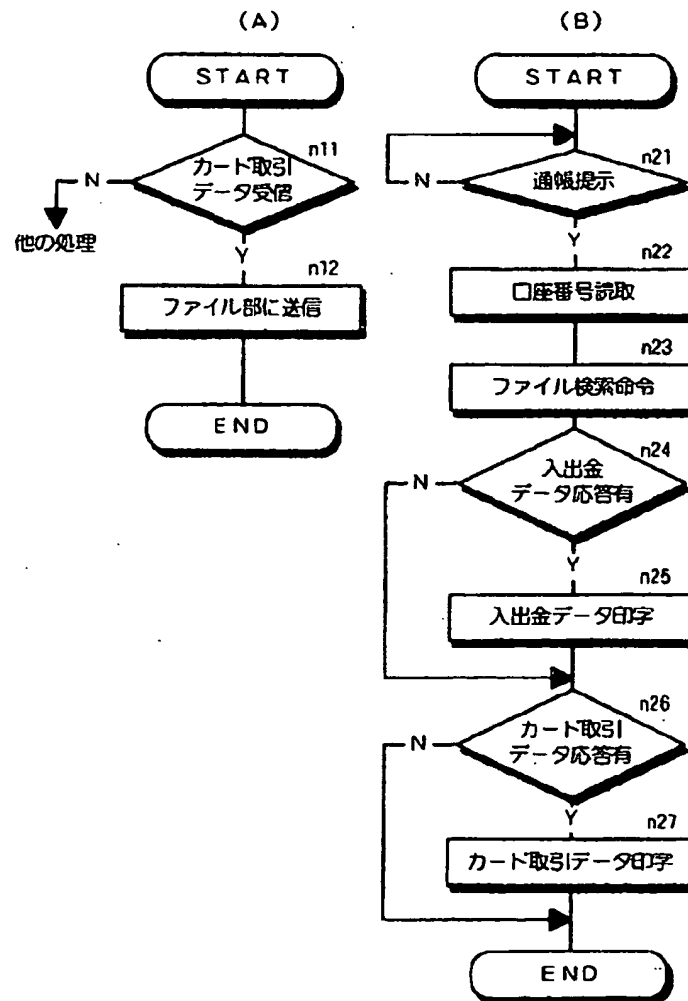 (A)
START
n11
カード取引
データ受信
N
Y
他の処理
n12
ファイル部に送信
END
(B)
START
n21
通帳提示
N
Y
n22
口座番号読取
n23
ファイル検索命令
n24
入出金
データ応答有
N
Y
n25
入出金データ印字
n26
カード取引
データ応答有
N
Y
n27
カード取引データ印字
END